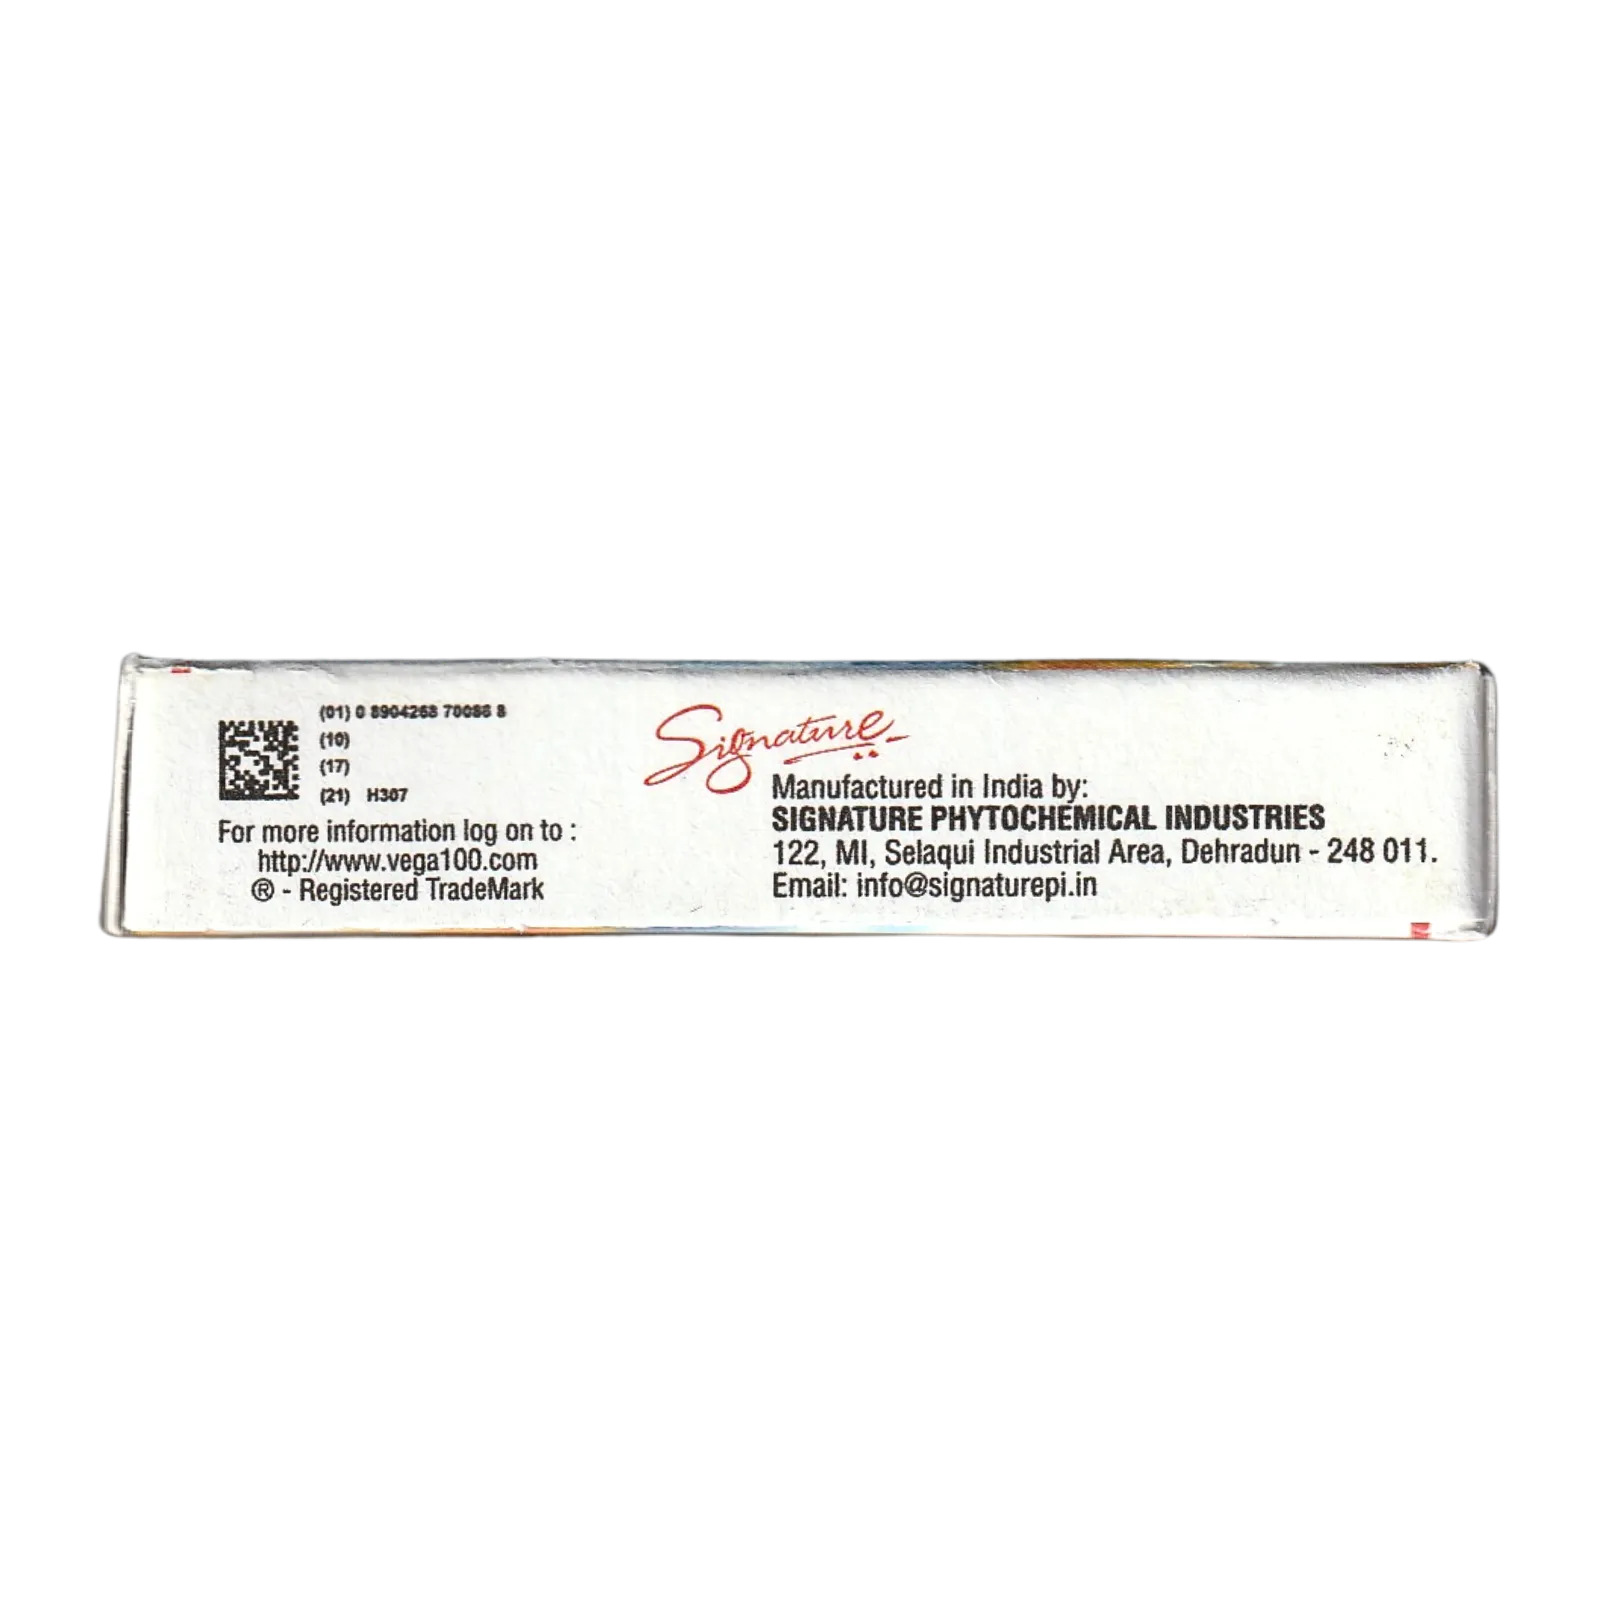 (01) 0 8904268 70086 8
(10)
(17)
(21) H307
For more information log on to :
http://www.vega100.com
® - Registered TradeMark
Signature
Manufactured in India by:
SIGNATURE PHYTOCHEMICAL INDUSTRIES
122, MI, Selaqui Industrial Area, Dehradun - 248 011.
Email: info@signaturepi.in